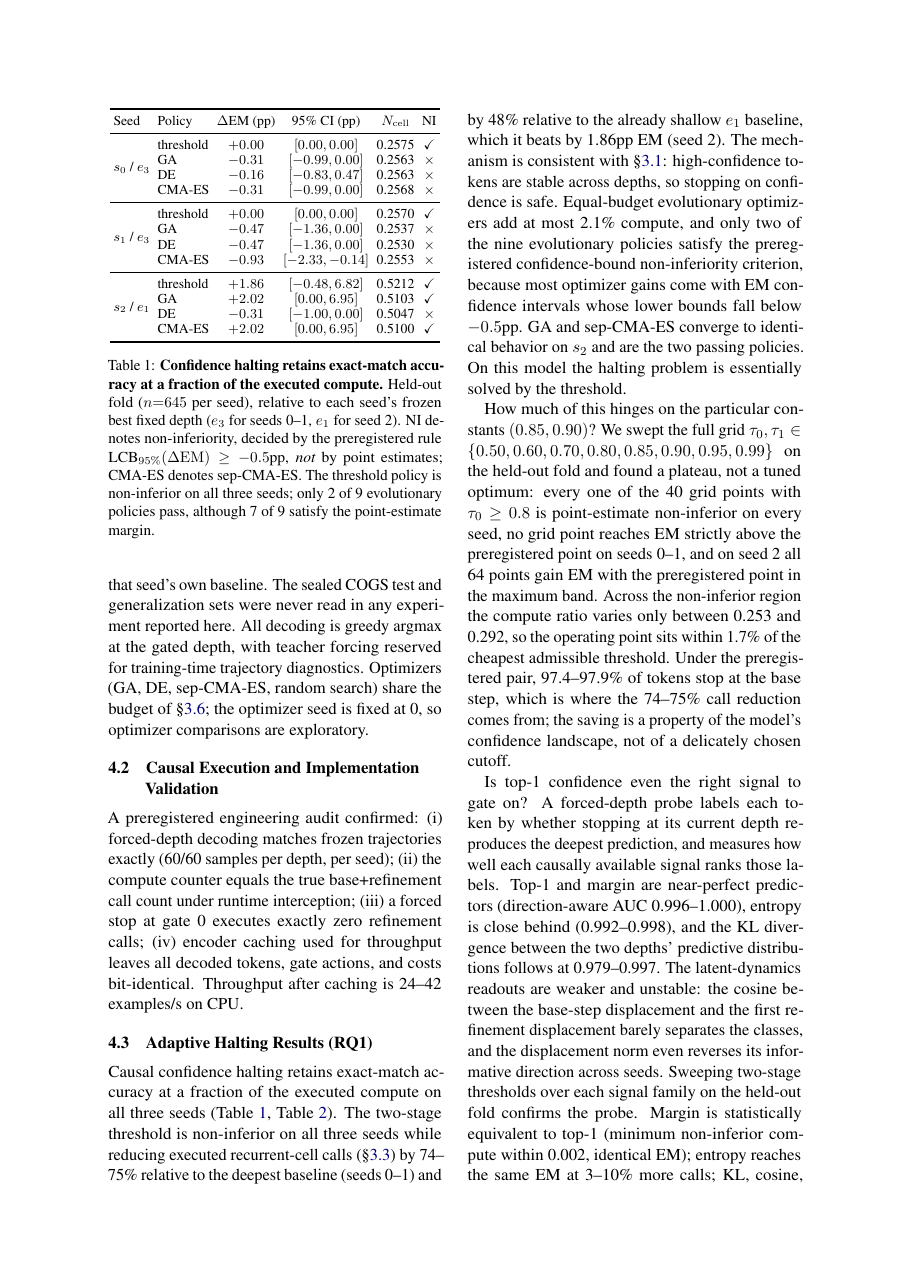 Seed Policy ΔEM (pp) 95% CI (pp) N_cell NI
s₀ / e₃
threshold +0.00 [0.00, 0.00] 0.2575 ✓
GA −0.31 [−0.99, 0.00] 0.2563 ×
DE −0.16 [−0.83, 0.47] 0.2563 ×
CMA-ES −0.31 [−0.99, 0.00] 0.2568 ×
s₁ / e₃
threshold +0.00 [0.00, 0.00] 0.2570 ✓
GA −0.47 [−1.36, 0.00] 0.2537 ×
DE −0.47 [−1.36, 0.00] 0.2530 ×
CMA-ES −0.93 [−2.33, −0.14] 0.2553 ×
s₂ / e₁
threshold +1.86 [−0.48, 6.82] 0.5212 ✓
GA +2.02 [0.00, 6.95] 0.5103 ✓
DE −0.31 [−1.00, 0.00] 0.5047 ×
CMA-ES +2.02 [0.00, 6.95] 0.5100 ✓
Table 1: Confidence halting retains exact-match accu-
racy at a fraction of the executed compute. Held-out
fold (n=645 per seed), relative to each seed's frozen
best fixed depth (e₃ for seeds 0–1, e₁ for seed 2). NI de-
notes non-inferiority, decided by the preregistered rule
LCB₉₅%(ΔEM) ≥ −0.5pp, not by point estimates;
CMA-ES denotes sep-CMA-ES. The threshold policy is
non-inferior on all three seeds; only 2 of 9 evolutionary
policies pass, although 7 of 9 satisfy the point-estimate
margin.
that seed's own baseline. The sealed COGS test and
generalization sets were never read in any experi-
ment reported here. All decoding is greedy argmax
at the gated depth, with teacher forcing reserved
for training-time trajectory diagnostics. Optimizers
(GA, DE, sep-CMA-ES, random search) share the
budget of §3.6; the optimizer seed is fixed at 0, so
optimizer comparisons are exploratory.
4.2 Causal Execution and Implementation
Validation
A preregistered engineering audit confirmed: (i)
forced-depth decoding matches frozen trajectories
exactly (60/60 samples per depth, per seed); (ii) the
compute counter equals the true base+refinement
call count under runtime interception; (iii) a forced
stop at gate 0 executes exactly zero refinement
calls; (iv) encoder caching used for throughput
leaves all decoded tokens, gate actions, and costs
bit-identical. Throughput after caching is 24–42
examples/s on CPU.
4.3 Adaptive Halting Results (RQ1)
Causal confidence halting retains exact-match ac-
curacy at a fraction of the executed compute on
all three seeds (Table 1, Table 2). The two-stage
threshold is non-inferior on all three seeds while
reducing executed recurrent-cell calls (§3.3) by 74–
75% relative to the deepest baseline (seeds 0–1) and
by 48% relative to the already shallow e₁ baseline,
which it beats by 1.86pp EM (seed 2). The mech-
anism is consistent with §3.1: high-confidence to-
kens are stable across depths, so stopping on confi-
dence is safe. Equal-budget evolutionary optimiz-
ers add at most 2.1% compute, and only two of
the nine evolutionary policies satisfy the prereg-
istered confidence-bound non-inferiority criterion,
because most optimizer gains come with EM con-
fidence intervals whose lower bounds fall below
−0.5pp. GA and sep-CMA-ES converge to identi-
cal behavior on s₂ and are the two passing policies.
On this model the halting problem is essentially
solved by the threshold.
How much of this hinges on the particular con-
stants (0.85, 0.90)? We swept the full grid τ₀, τ₁ ∈
{0.50, 0.60, 0.70, 0.80, 0.85, 0.90, 0.95, 0.99} on
the held-out fold and found a plateau, not a tuned
optimum: every one of the 40 grid points with
τ₀ ≥ 0.8 is point-estimate non-inferior on every
seed, no grid point reaches EM strictly above the
preregistered point on seeds 0–1, and on seed 2 all
64 points gain EM with the preregistered point in
the maximum band. Across the non-inferior region
the compute ratio varies only between 0.253 and
0.292, so the operating point sits within 1.7% of the
cheapest admissible threshold. Under the preregis-
tered pair, 97.4–97.9% of tokens stop at the base
step, which is where the 74–75% call reduction
comes from; the saving is a property of the model's
confidence landscape, not of a delicately chosen
cutoff.
Is top-1 confidence even the right signal to
gate on? A forced-depth probe labels each to-
ken by whether stopping at its current depth re-
produces the deepest prediction, and measures how
well each causally available signal ranks those la-
bels. Top-1 and margin are near-perfect predic-
tors (direction-aware AUC 0.996–1.000), entropy
is close behind (0.992–0.998), and the KL diver-
gence between the two depths' predictive distribu-
tions follows at 0.979–0.997. The latent-dynamics
readouts are weaker and unstable: the cosine be-
tween the base-step displacement and the first re-
finement displacement barely separates the classes,
and the displacement norm even reverses its infor-
mative direction across seeds. Sweeping two-stage
thresholds over each signal family on the held-out
fold confirms the probe. Margin is statistically
equivalent to top-1 (minimum non-inferior com-
pute within 0.002, identical EM); entropy reaches
the same EM at 3–10% more calls; KL, cosine,